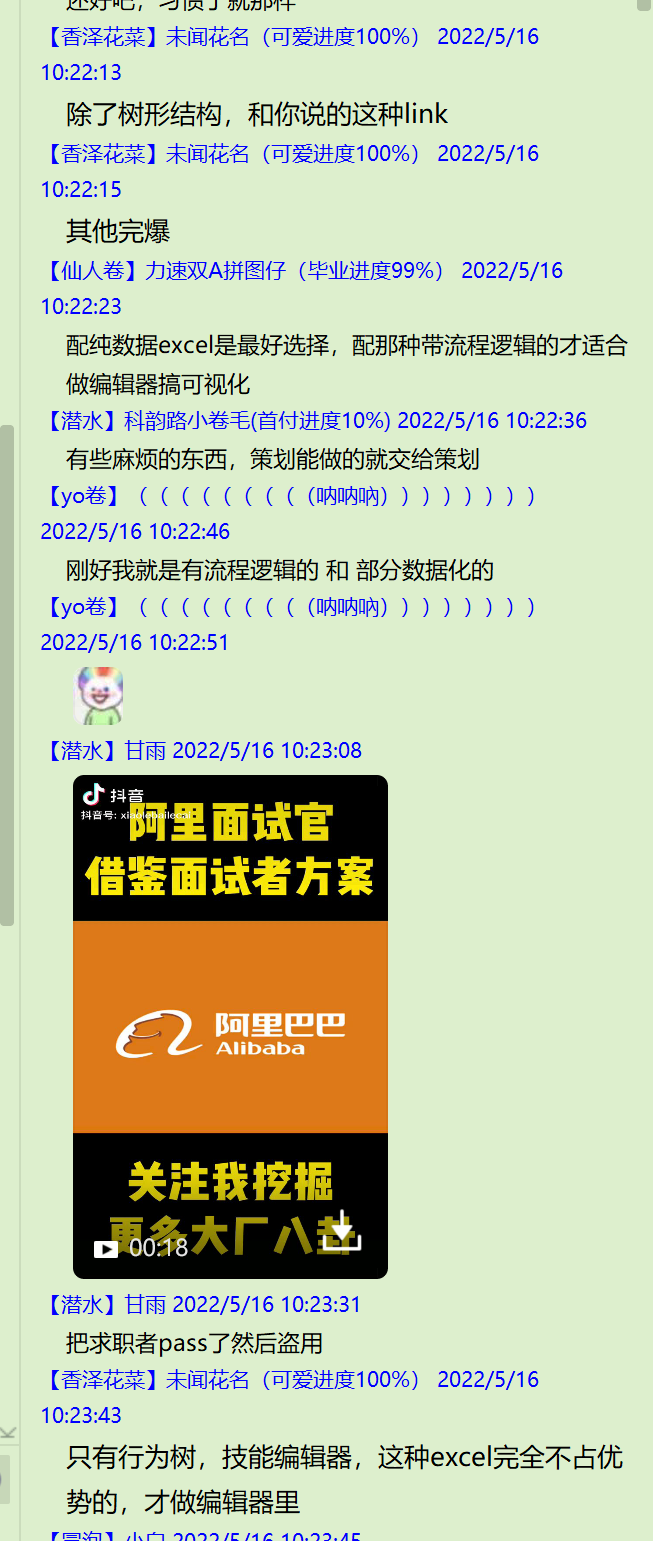 还好吧，习惯了就那样
【香泽花菜】未闻花名（可爱进度100%） 2022/5/16
10:22:13
除了树形结构，和你说的这种link
【香泽花菜】未闻花名（可爱进度100%） 2022/5/16
10:22:15
其他完爆
【仙人卷】力速双A拼图仔（毕业进度99%） 2022/5/16
10:22:23
配纯数据excel是最好选择，配那种带流程逻辑的才适合
做编辑器搞可视化
【潜水】科韵路小卷毛(首付进度10%) 2022/5/16 10:22:36
有些麻烦的东西，策划能做的就交给策划
【yo卷】（（（（（（（（（呐呐吶））））））））
2022/5/16 10:22:46
刚好我就是有流程逻辑的 和 部分数据化的
【yo卷】（（（（（（（（（呐呐吶））））））））
2022/5/16 10:22:51
【潜水】甘雨 2022/5/16 10:23:08
抖音
抖音号:
阿里面试官
借鉴面试者方案
阿里巴巴
Alibaba
关注我挖掘
更多大厂八卦
00:18
【潜水】甘雨 2022/5/16 10:23:31
把求职者pass了然后盗用
【香泽花菜】未闻花名（可爱进度100%） 2022/5/16
10:23:43
只有行为树，技能编辑器，这种excel完全不占优
势的，才做编辑器里
【冒泡】小白 2022/5/16 10:23:45